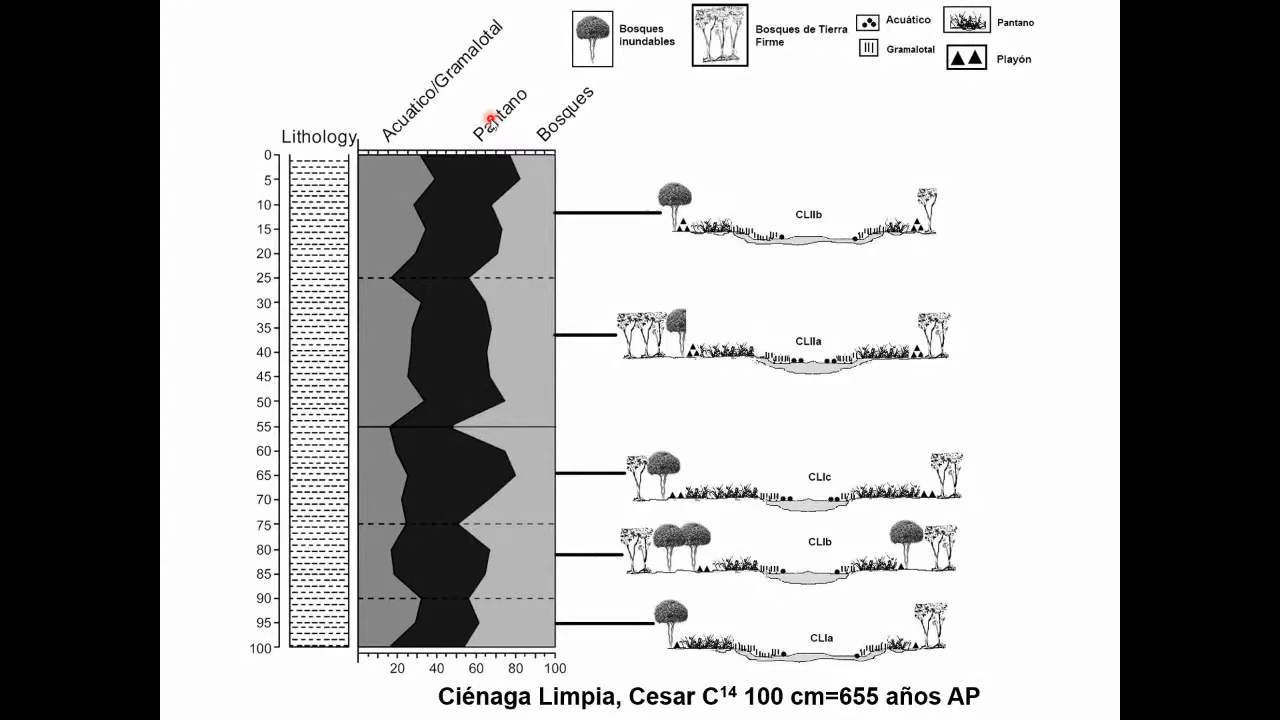 Bosques
inundables
Bosques de Tierra
Firme
Acuático
Gramalotal
Pantano
Playón
Lithology
Acuatico/Gramalotal
Pantano
Bosques
0
5
10
15
20
25
30
35
40
45
50
55
60
65
70
75
80
85
90
95
100
CLIIb
CLIIa
CLIc
CLIb
CLIa
20 40 60 80 100
Ciénaga Limpia, Cesar C¹⁴ 100 cm=655 años AP